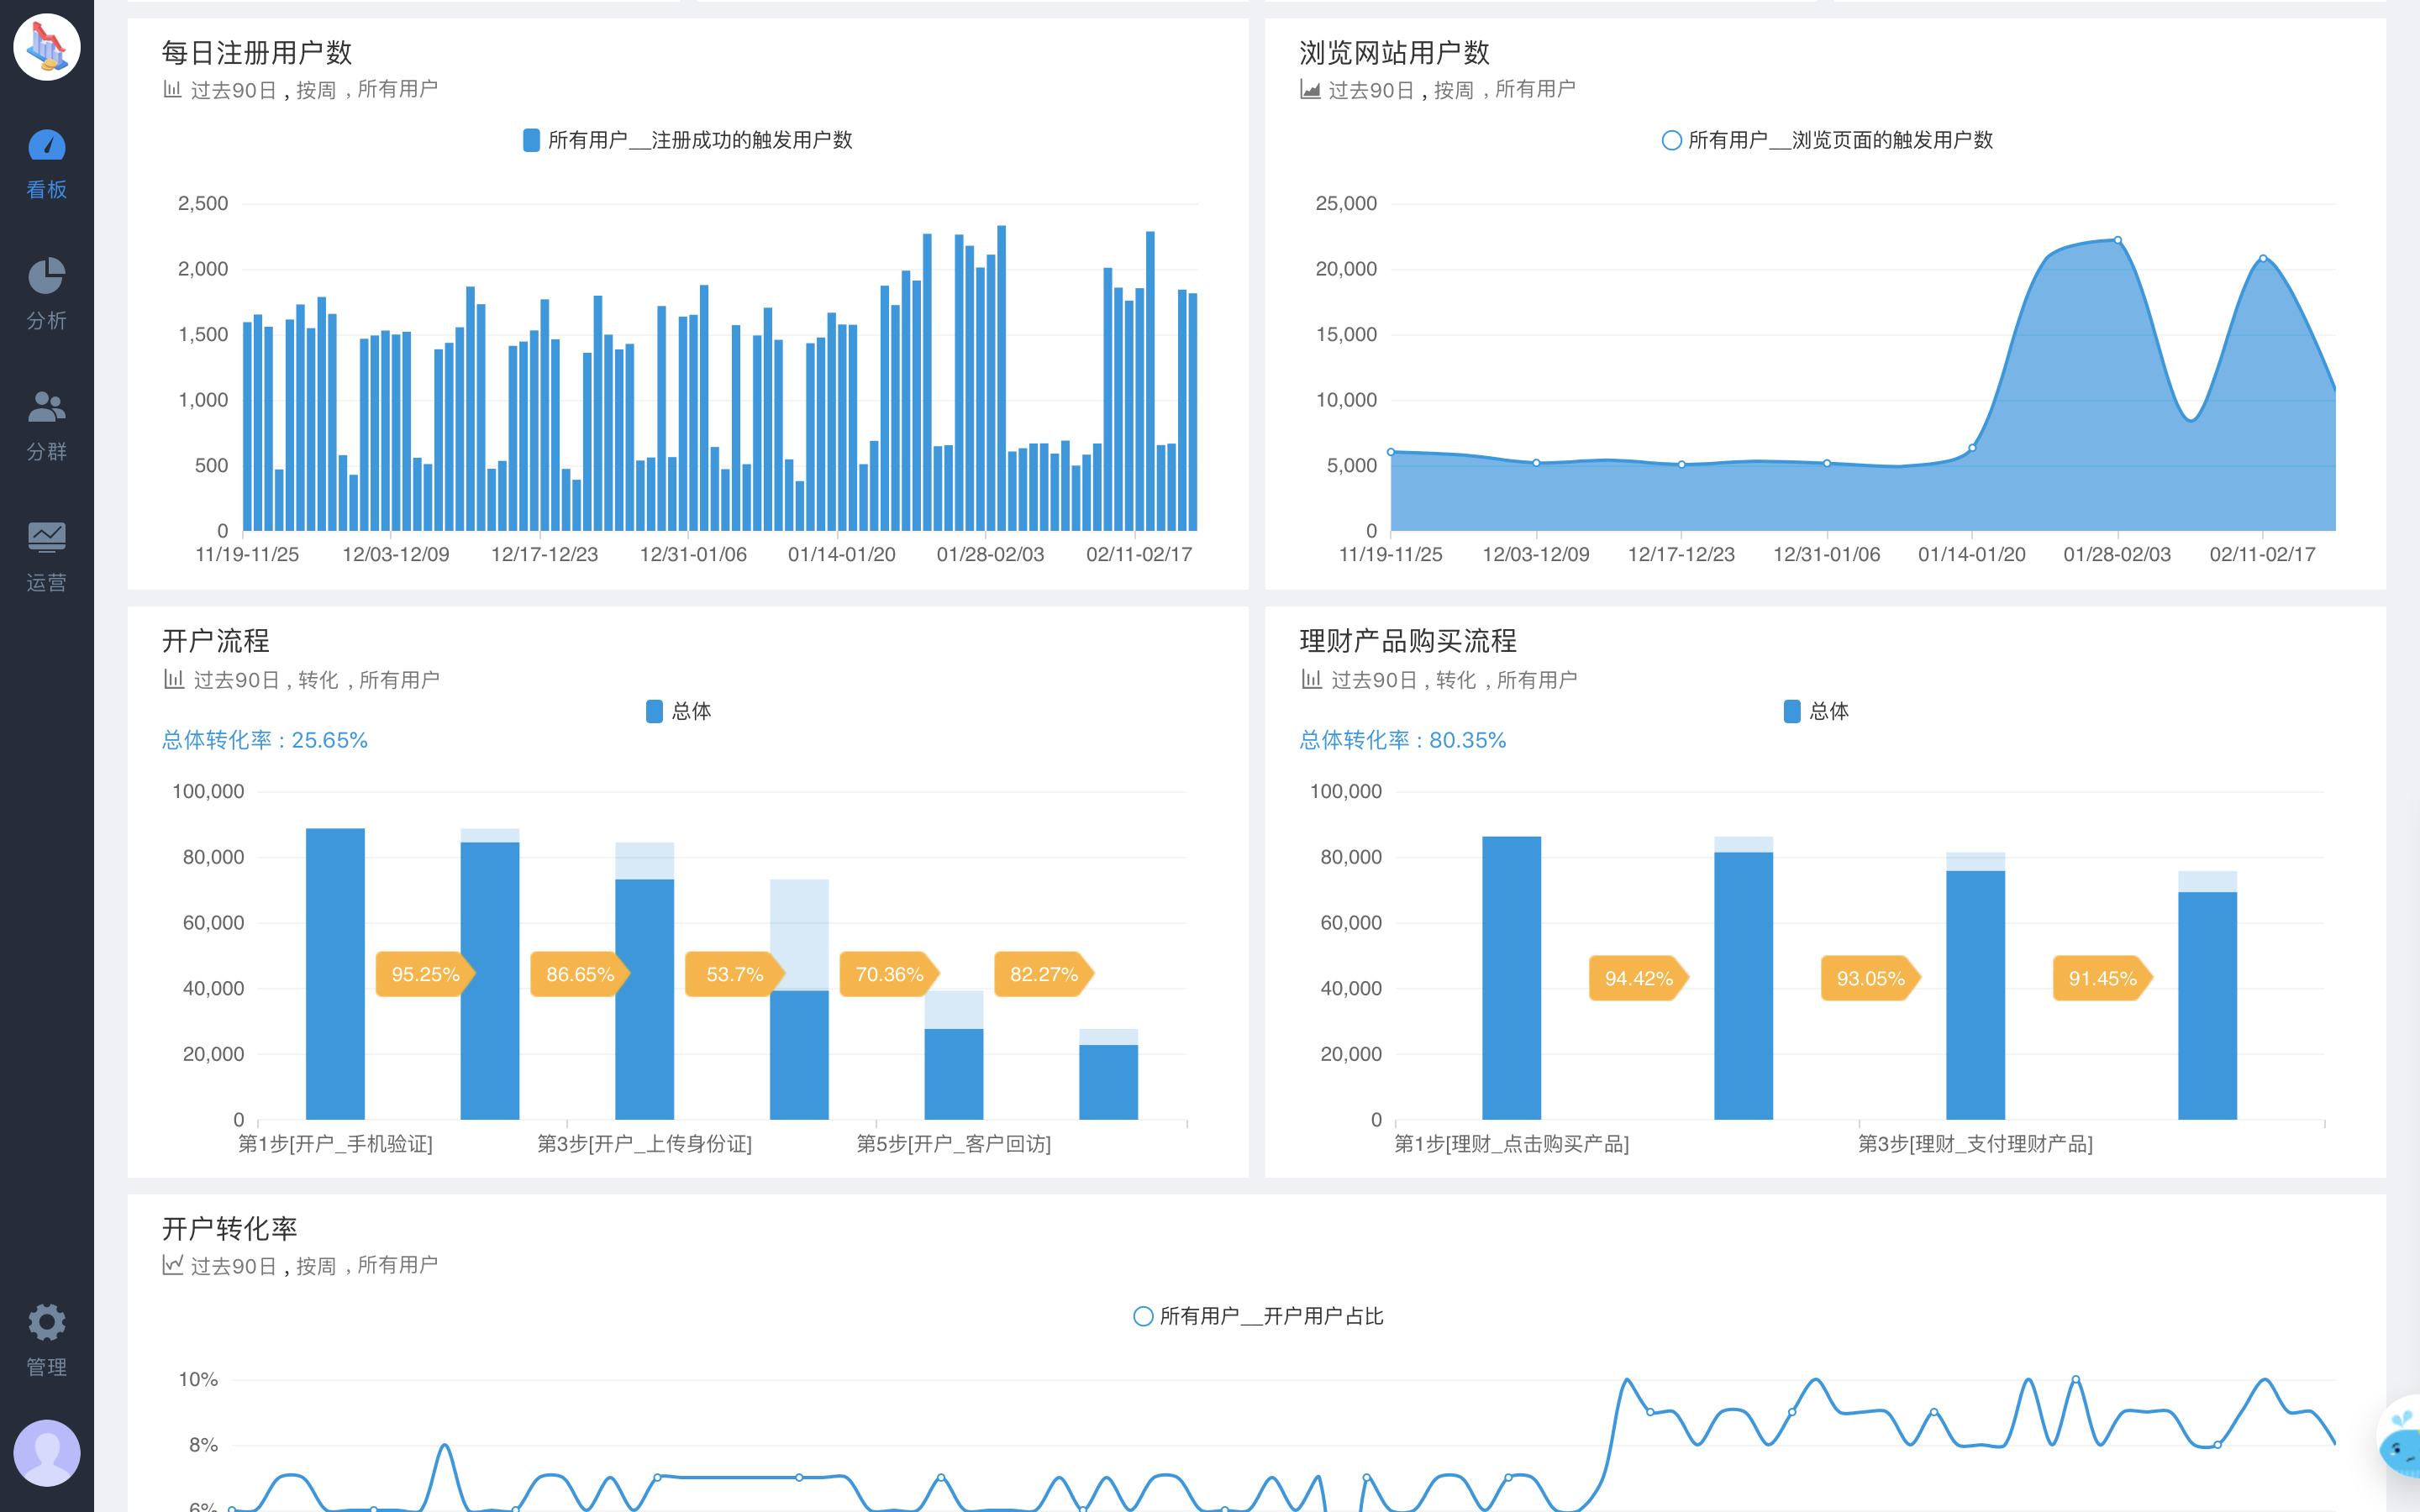 看板
分析
分群
运营
管理
每日注册用户数
过去90日 , 按周 , 所有用户
所有用户__注册成功的触发用户数
2,500
2,000
1,500
1,000
500
0
11/19-11/25 12/03-12/09 12/17-12/23 12/31-01/06 01/14-01/20 01/28-02/03 02/11-02/17
浏览网站用户数
过去90日 , 按周 , 所有用户
所有用户__浏览页面的触发用户数
25,000
20,000
15,000
10,000
5,000
0
11/19-11/25 12/03-12/09 12/17-12/23 12/31-01/06 01/14-01/20 01/28-02/03 02/11-02/17
开户流程
过去90日 , 转化 , 所有用户
总体
总体转化率 : 25.65%
100,000
80,000
60,000
40,000
20,000
0
95.25% 86.65% 53.7% 70.36% 82.27%
第1步[开户_手机验证] 第3步[开户_上传身份证] 第5步[开户_客户回访]
理财产品购买流程
过去90日 , 转化 , 所有用户
总体
总体转化率 : 80.35%
100,000
80,000
60,000
40,000
20,000
0
94.42% 93.05% 91.45%
第1步[理财_点击购买产品] 第3步[理财_支付理财产品]
开户转化率
过去90日 , 按周 , 所有用户
所有用户__开户用户占比
10%
8%
6%